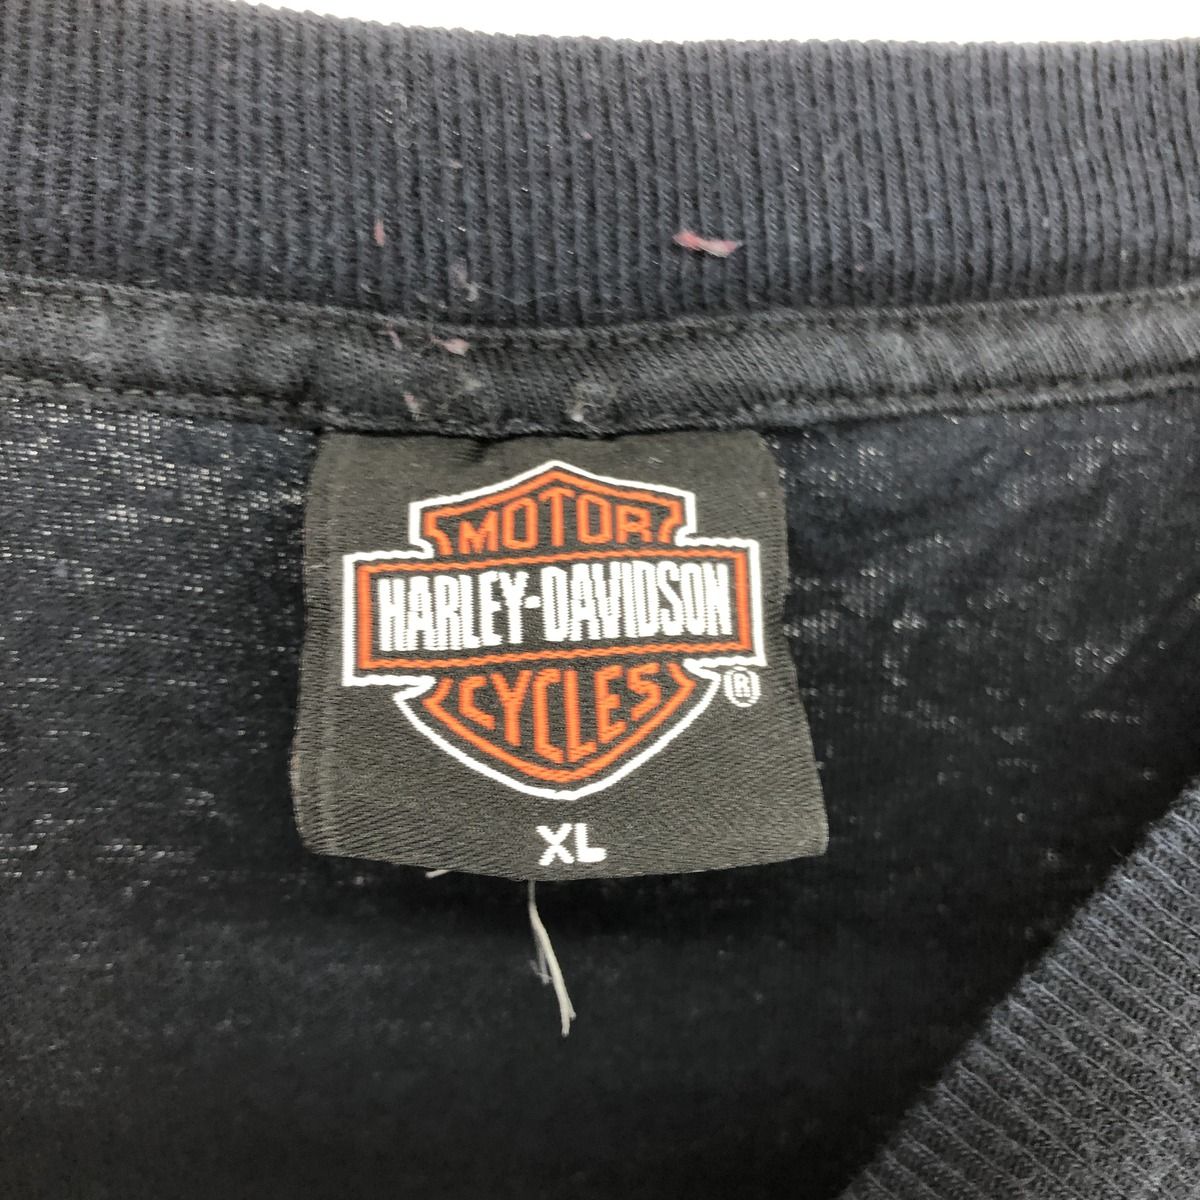 MOTOR
HARLEY-DAVIDSON
CYCLES
®
XL